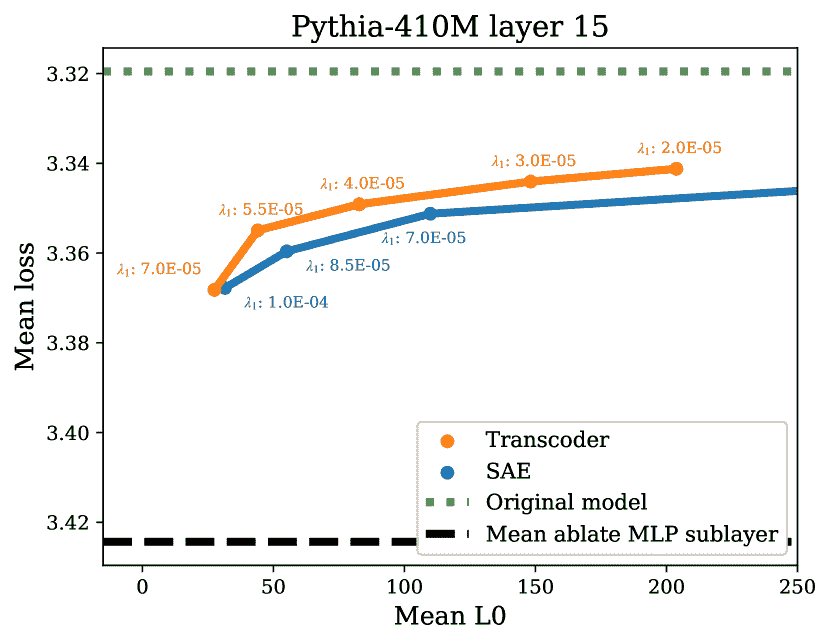 Pythia-410M layer 15
Mean loss
3.32
3.34
3.36
3.38
3.40
3.42
λ₁: 2.0E-05
λ₁: 3.0E-05
λ₁: 4.0E-05
λ₁: 5.5E-05
λ₁: 7.0E-05
λ₁: 7.0E-05
λ₁: 8.5E-05
λ₁: 1.0E-04
Transcoder
SAE
Original model
Mean ablate MLP sublayer
0 50 100 150 200 250
Mean L0